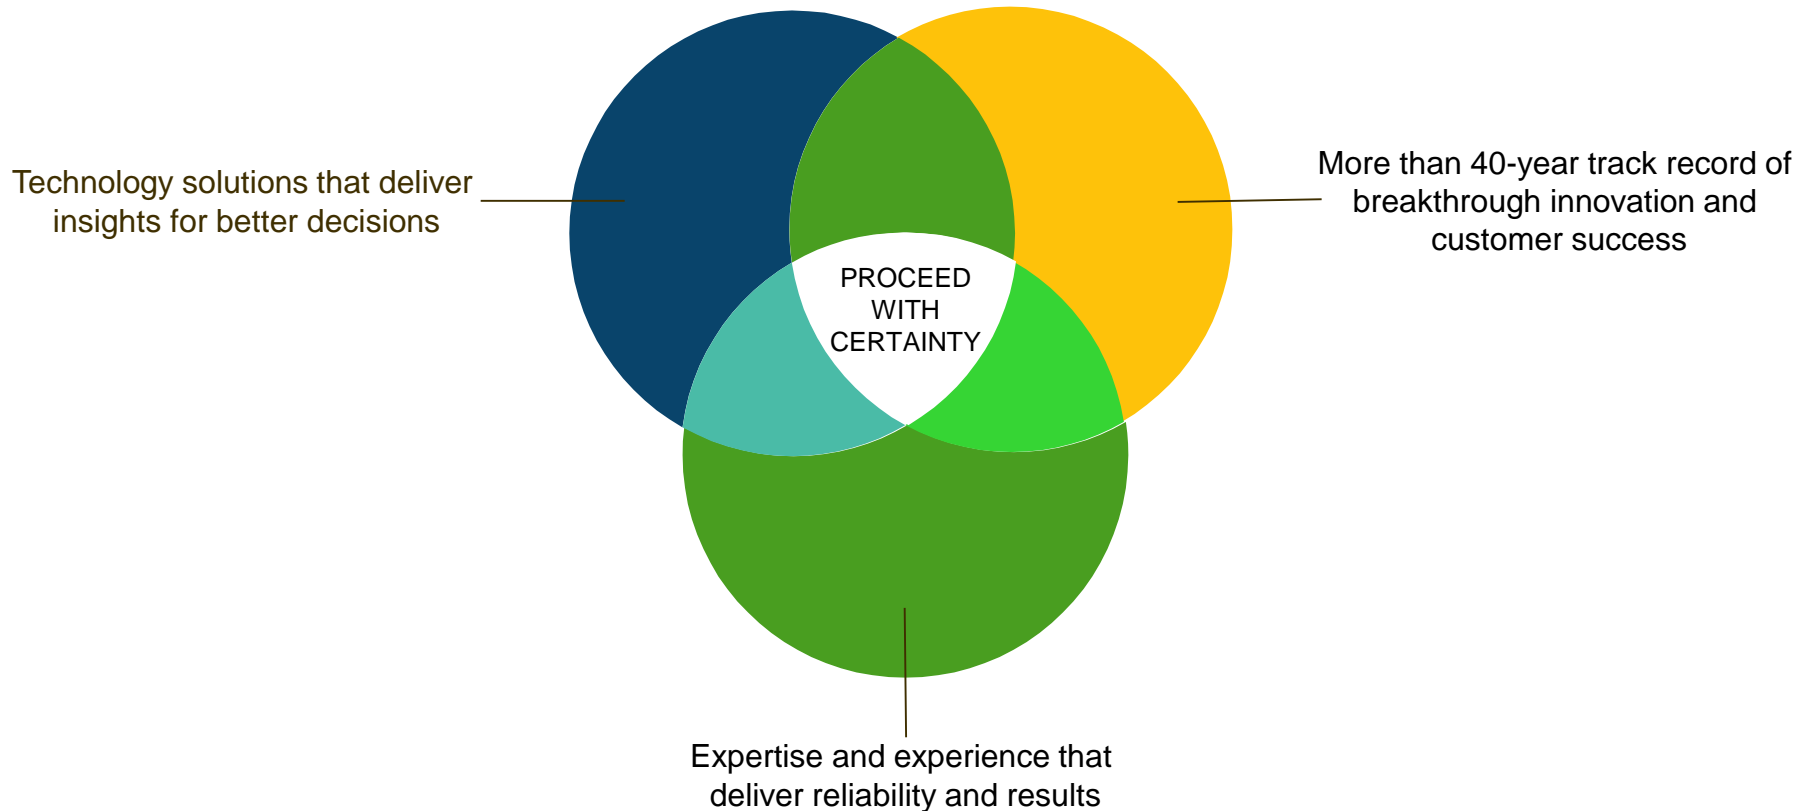 Technology solutions that deliver
insights for better decisions
More than 40-year track record of
breakthrough innovation and
customer success
PROCEED
WITH
CERTAINTY
Expertise and experience that
deliver reliability and results